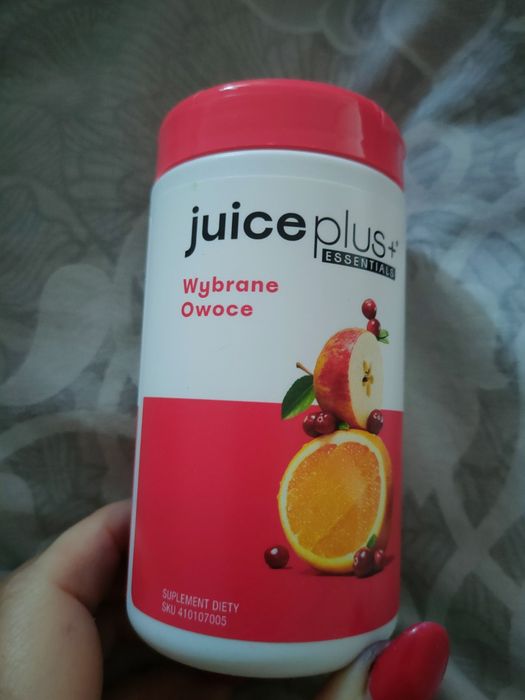 juice plus+®
ESSENTIALS
Wybrane
Owoce
SUPLEMENT DIETY
SKU 410107005